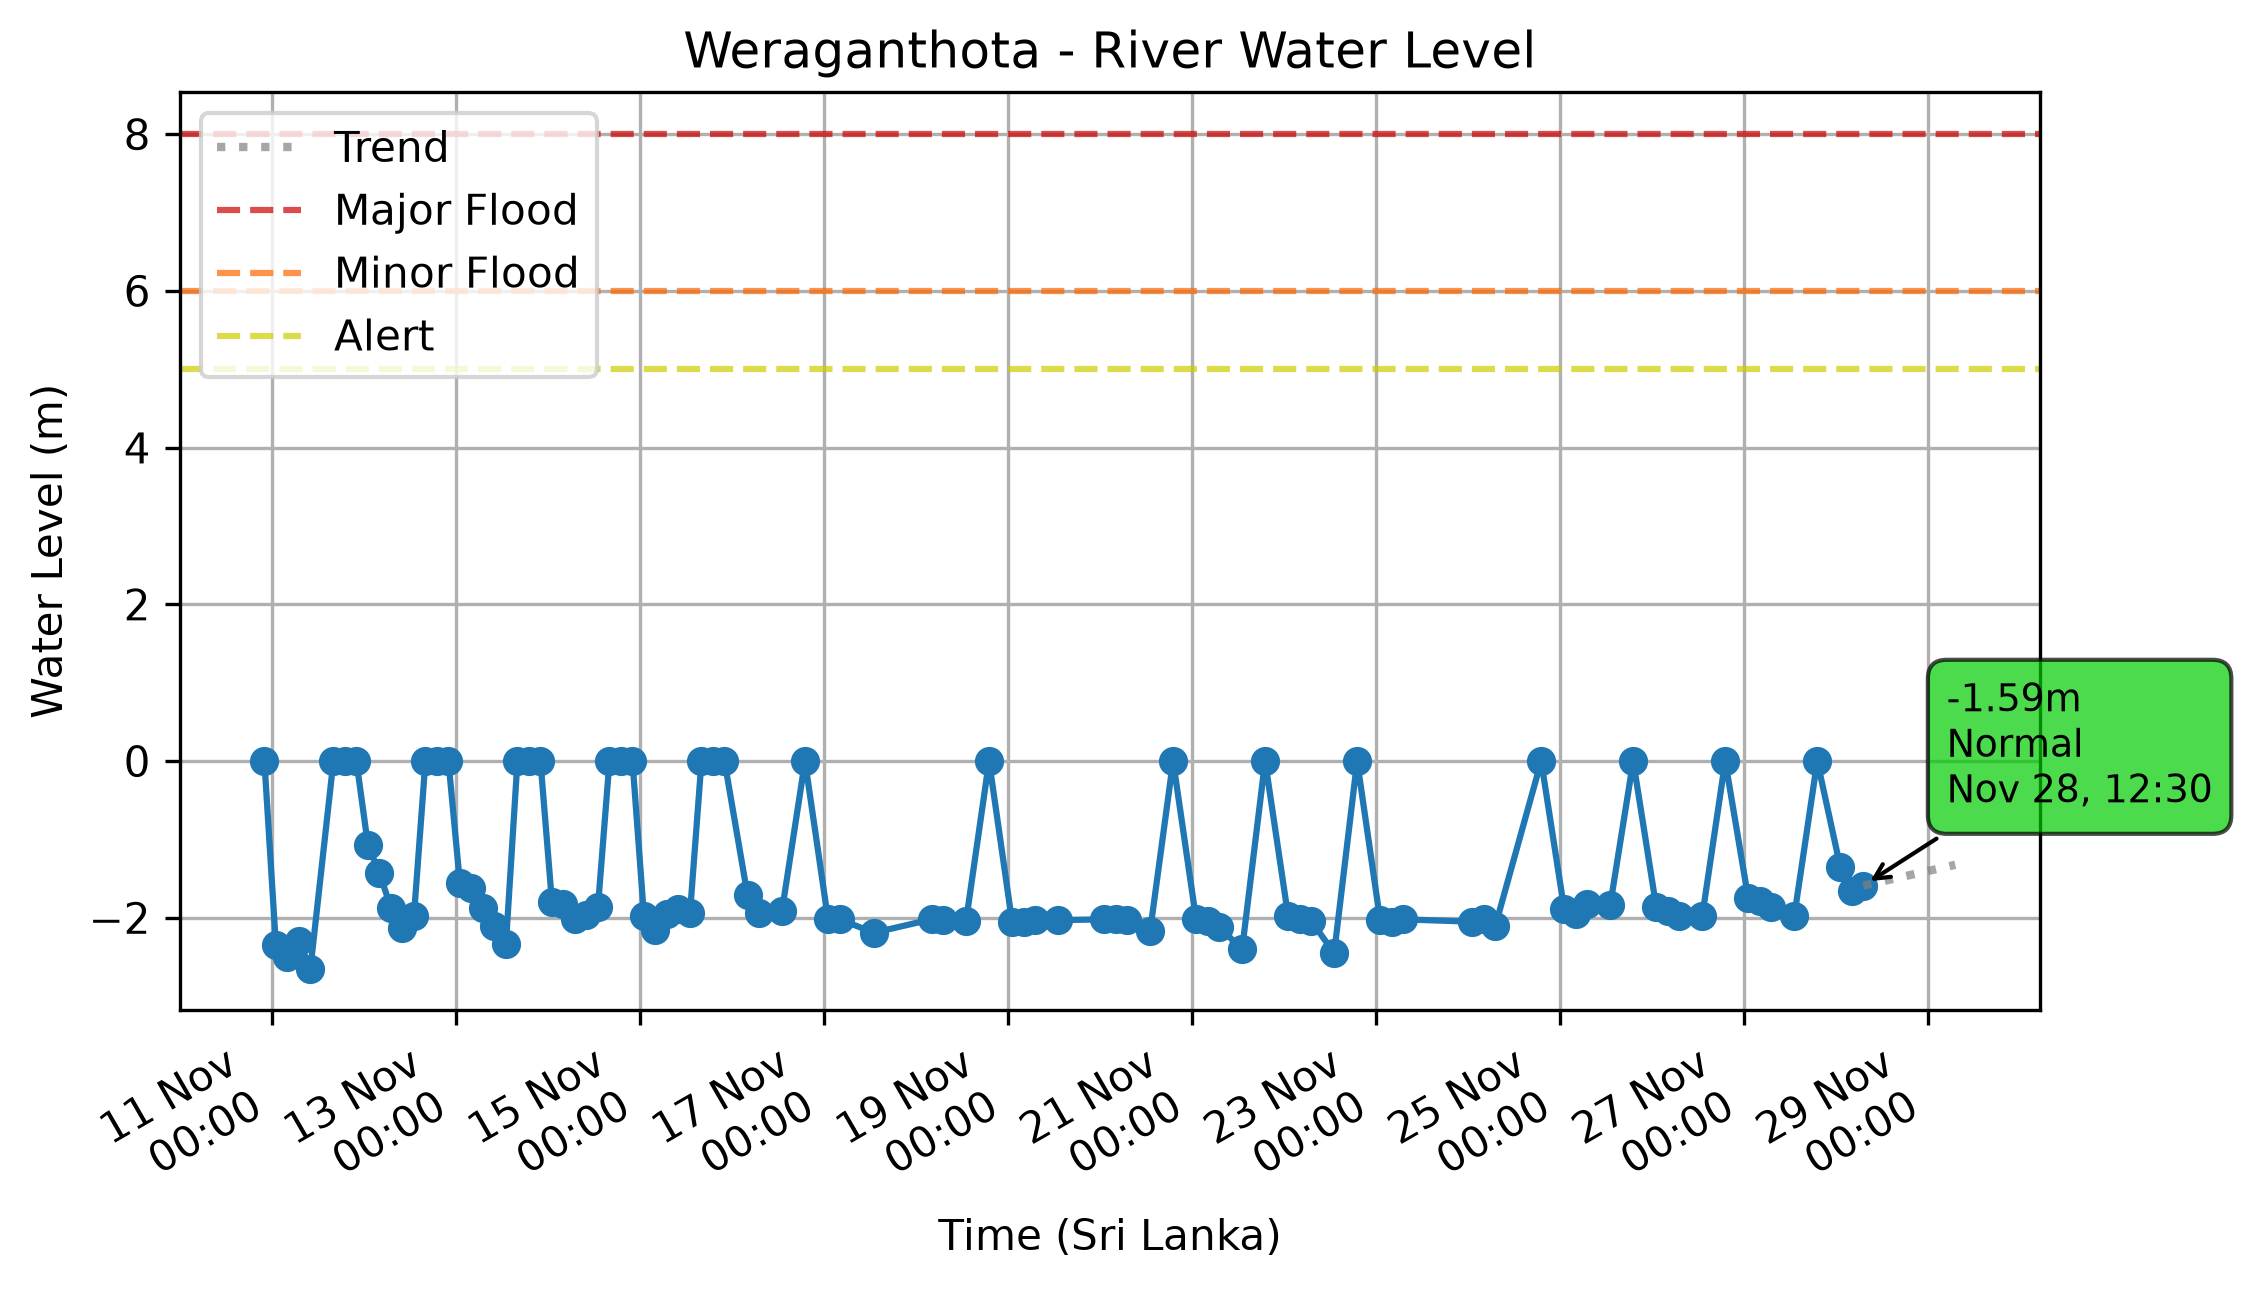 Weraganthota - River Water Level
Trend
Major Flood
Minor Flood
Alert
8
6
4
2
0
−2
Water Level (m)
-1.59m
Normal
Nov 28, 12:30
11 Nov
00:00
13 Nov
00:00
15 Nov
00:00
17 Nov
00:00
19 Nov
00:00
21 Nov
00:00
23 Nov
00:00
25 Nov
00:00
27 Nov
00:00
29 Nov
00:00
Time (Sri Lanka)